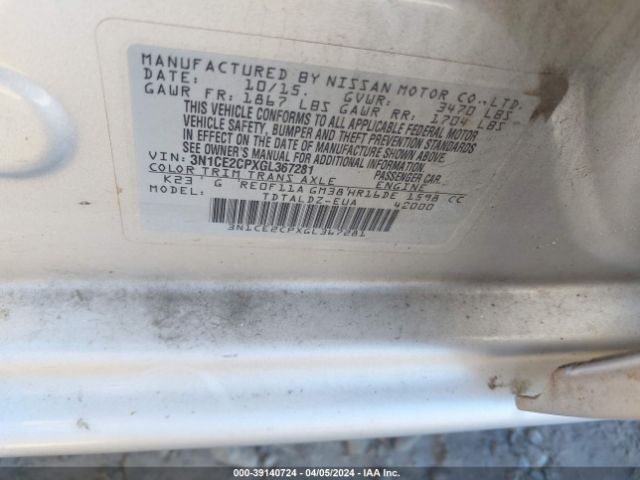 MANUFACTURED BY NISSAN MOTOR CO.,LTD.
DATE: 10/15. GVWR: 3470 LBS
GAWR FR: 1867 LBS GAWR RR: 1704 LBS
THIS VEHICLE CONFORMS TO ALL APPLICABLE FEDERAL MOTOR
VEHICLE SAFETY, BUMPER AND THEFT PREVENTION STANDARDS
IN EFFECT ON THE DATE OF MANUFACTURE SHOWN ABOVE.
SEE OWNER'S MANUAL FOR ADDITIONAL INFORMATION
VIN: 3N1CE2CPXGL367281 PASSENGER CAR
COLOR TRIM TRANS AXLE ENGINE
K23 G RE0F11A GM38 HR16DE 1598 CC
MODEL: TDTALDZ-EUA 42000
3N1CE2CPXGL367281
000-39140724 - 04/05/2024 - IAA Inc.